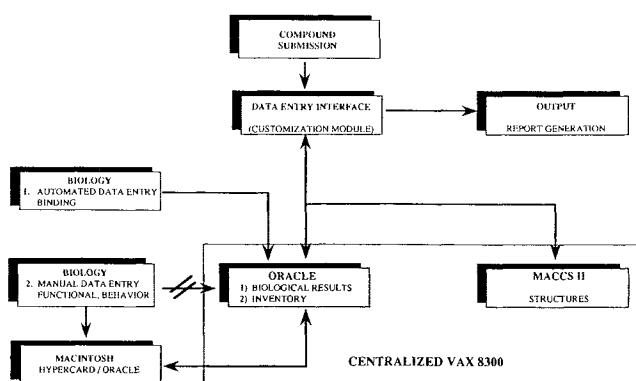 COMPOUND
SUBMISSION
DATA ENTRY INTERFACE
(CUSTOMIZATION MODULE)
OUTPUT
REPORT GENERATION
BIOLOGY
1. AUTOMATED DATA ENTRY
BINDING
BIOLOGY
2. MANUAL DATA ENTRY
FUNCTIONAL, BEHAVIOR
ORACLE
1) BIOLOGICAL RESULTS
2) INVENTORY
MACCS II
STRUCTURES
MACINTOSH
HYPERCARD / ORACLE
CENTRALIZED VAX 8300